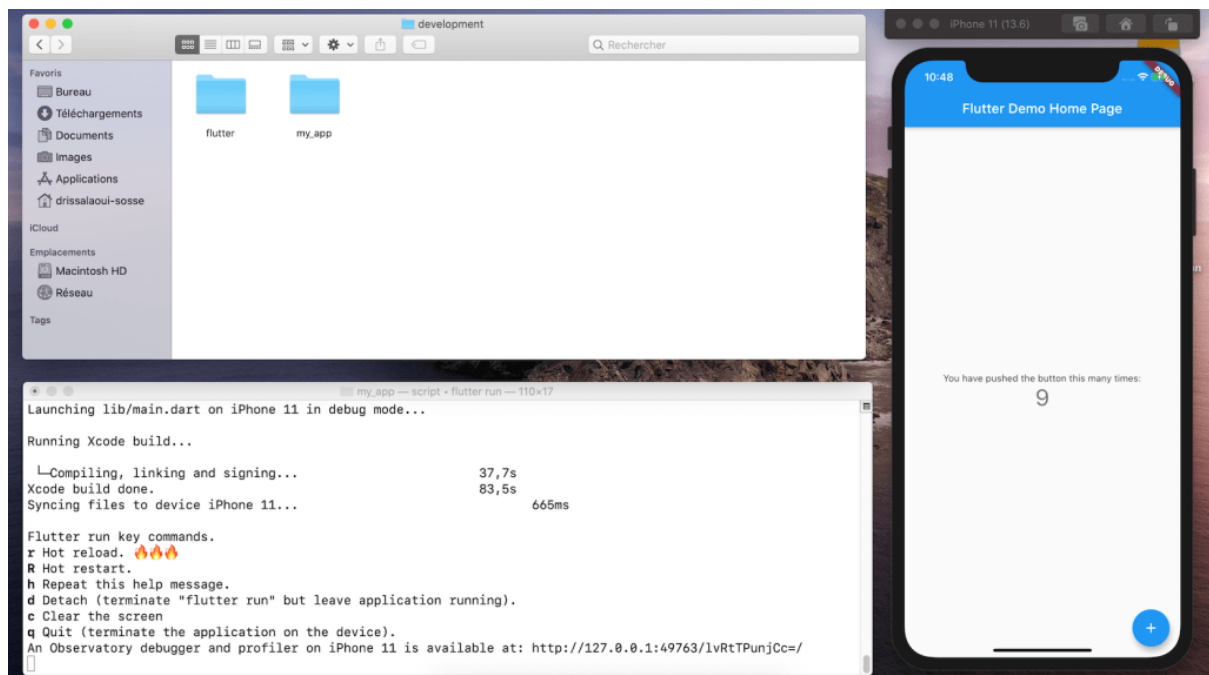 development
Rechercher
Favoris
Bureau
Téléchargements
Documents
Images
Applications
drissalaoui-sosse
iCloud
Emplacements
Macintosh HD
Réseau
Tags
flutter
my_app
my_app — script • flutter run — 110×17
Launching lib/main.dart on iPhone 11 in debug mode...
Running Xcode build...
└─Compiling, linking and signing... 37,7s
Xcode build done. 83,5s
Syncing files to device iPhone 11... 665ms
Flutter run key commands.
r Hot reload. 🔥🔥🔥
R Hot restart.
h Repeat this help message.
d Detach (terminate "flutter run" but leave application running).
c Clear the screen
q Quit (terminate the application on the device).
An Observatory debugger and profiler on iPhone 11 is available at: http://127.0.0.1:49763/lvRtTPunjCc=/
iPhone 11 (13.6)
10:48
DEBUG
Flutter Demo Home Page
You have pushed the button this many times:
9
+